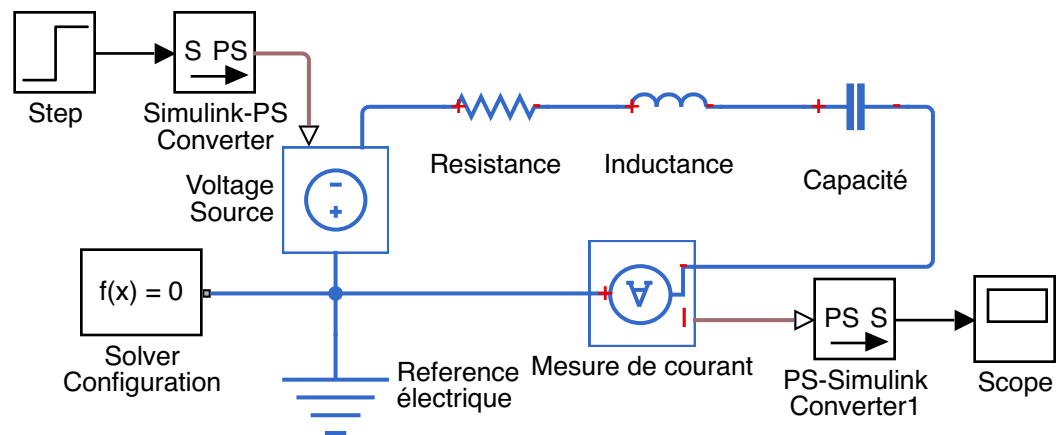 S PS
Step
Simulink-PS
Converter
+
-
+
-
+
-
Resistance
Inductance
Capacité
Voltage
Source
-
+
f(x) = 0
+
A
-
I
PS S
Solver
Configuration
Reference
électrique
Mesure de courant
PS-Simulink
Converter1
Scope